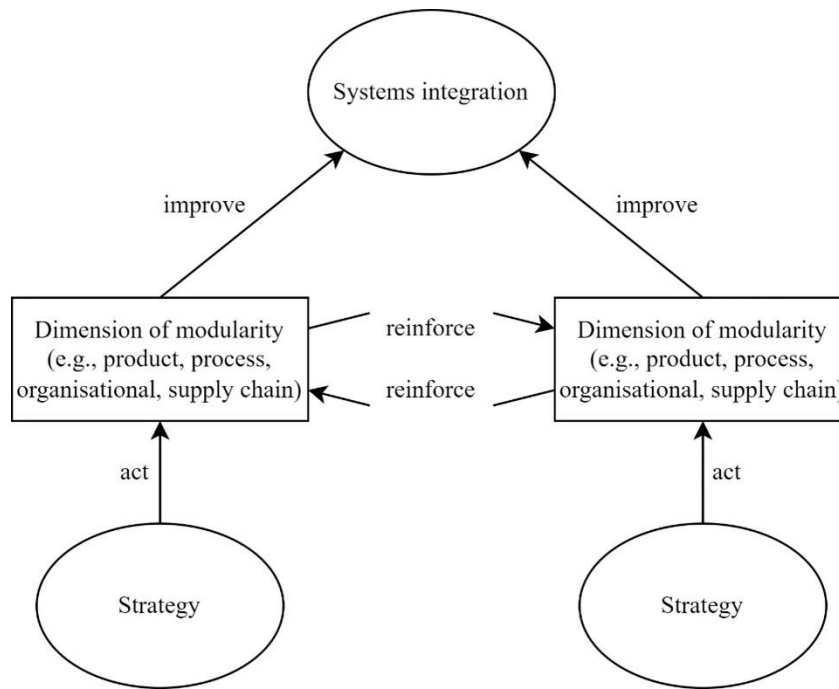 Systems integration
improve
improve
Dimension of modularity
(e.g., product, process,
organisational, supply chain)
reinforce
reinforce
Dimension of modularity
(e.g., product, process,
organisational, supply chain)
act
act
Strategy
Strategy